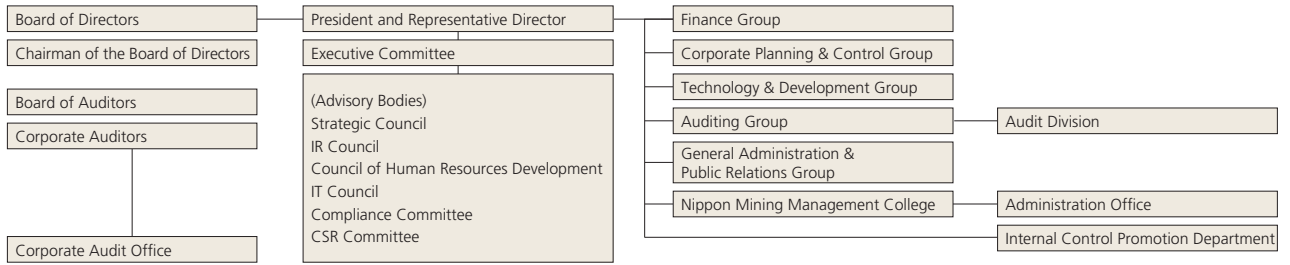 Board of Directors
Chairman of the Board of Directors
Board of Auditors
Corporate Auditors
Corporate Audit Office
President and Representative Director
Executive Committee
(Advisory Bodies)
Strategic Council
IR Council
Council of Human Resources Development
IT Council
Compliance Committee
CSR Committee
Finance Group
Corporate Planning & Control Group
Technology & Development Group
Auditing Group
General Administration &
Public Relations Group
Nippon Mining Management College
Audit Division
Administration Office
Internal Control Promotion Department